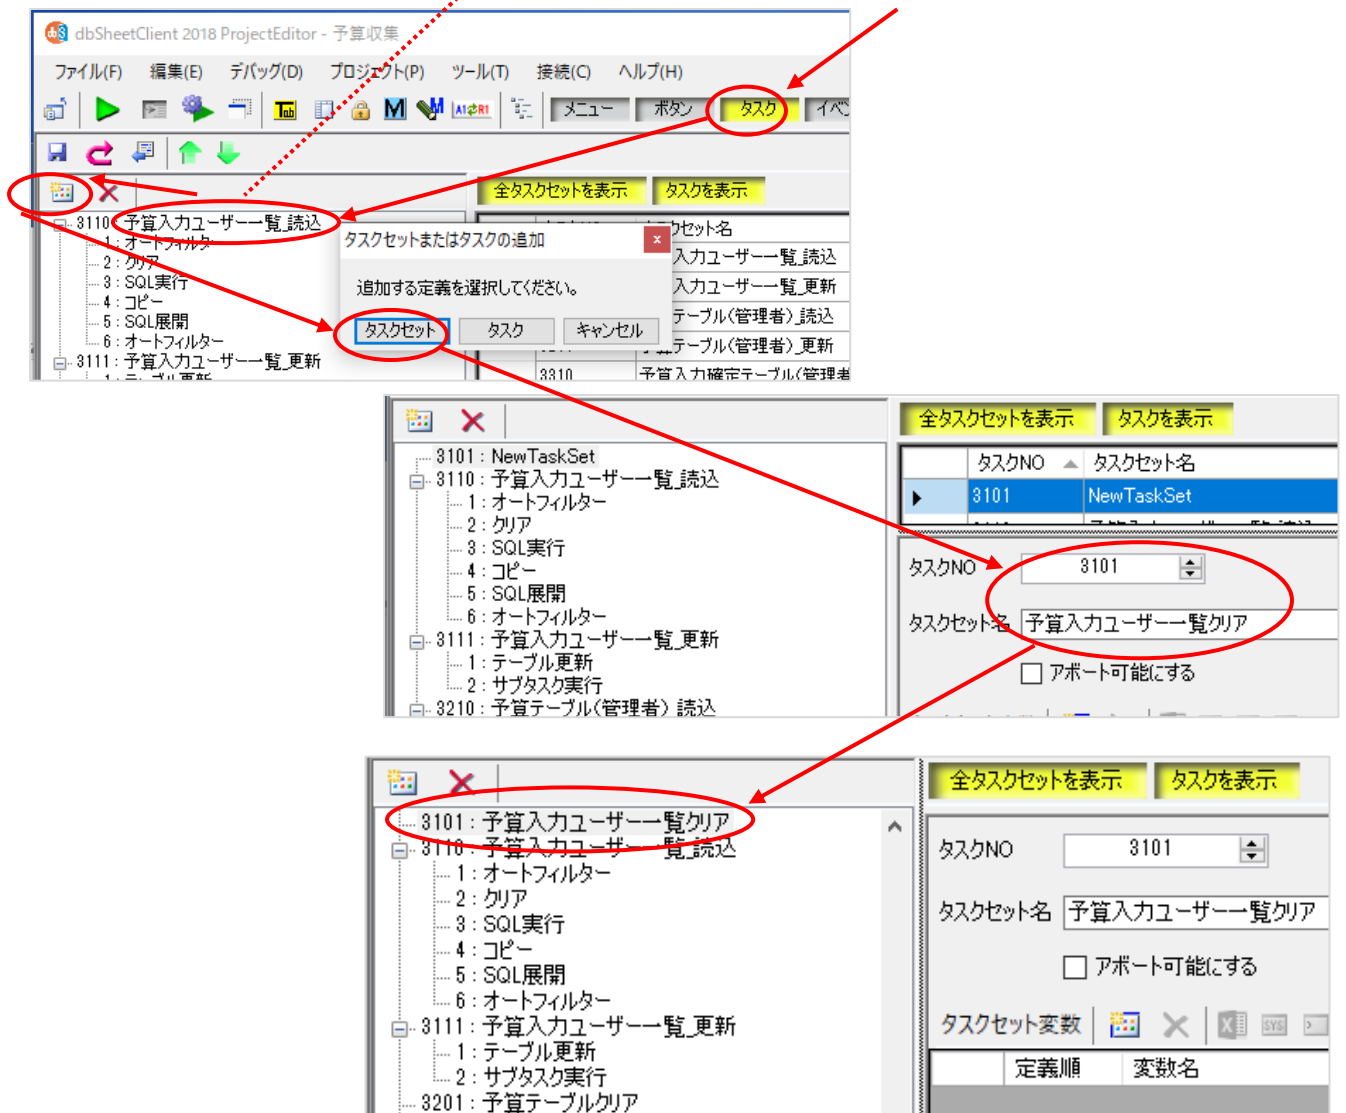 dbSheetClient 2018 ProjectEditor - 予算収集
ファイル(F) 編集(E) デバッグ(D) プロジェクト(P) ツール(T) 接続(C) ヘルプ(H)
Tab M M A1⇄R1 メニュー ボタン タスク イベン
全タスクセットを表示 タスクを表示
3110 : 予算入力ユーザー一覧_読込
1 : オートフィルター
2 : クリア
3 : SQL実行
4 : コピー
5 : SQL展開
6 : オートフィルター
3111 : 予算入力ユーザー一覧_更新
1 : テーブル更新
タスクセットまたはタスクの追加
追加する定義を選択してください。
タスクセット タスク キャンセル
クセット名
入力ユーザー一覧_読込
入力ユーザー一覧_更新
テーブル(管理者)_読込
テーブル(管理者)_更新
3310 予算入力確定テーブル(管理者
全タスクセットを表示 タスクを表示
3101 : NewTaskSet
3110 : 予算入力ユーザー一覧_読込
1 : オートフィルター
2 : クリア
3 : SQL実行
4 : コピー
5 : SQL展開
6 : オートフィルター
3111 : 予算入力ユーザー一覧_更新
1 : テーブル更新
2 : サブタスク実行
3210 : 予算テーブル(管理者)_読込
タスクNO タスクセット名
3101 NewTaskSet
タスクNO 3101
タスクセット名 予算入力ユーザー一覧クリア
アボート可能にする
全タスクセットを表示 タスクを表示
3101 : 予算入力ユーザー一覧クリア
3110 : 予算入力ユーザー一覧_読込
1 : オートフィルター
2 : クリア
3 : SQL実行
4 : コピー
5 : SQL展開
6 : オートフィルター
3111 : 予算入力ユーザー一覧_更新
1 : テーブル更新
2 : サブタスク実行
3201 : 予算テーブルクリア
タスクNO 3101
タスクセット名 予算入力ユーザー一覧クリア
アボート可能にする
タスクセット変数 SYS
定義順 変数名